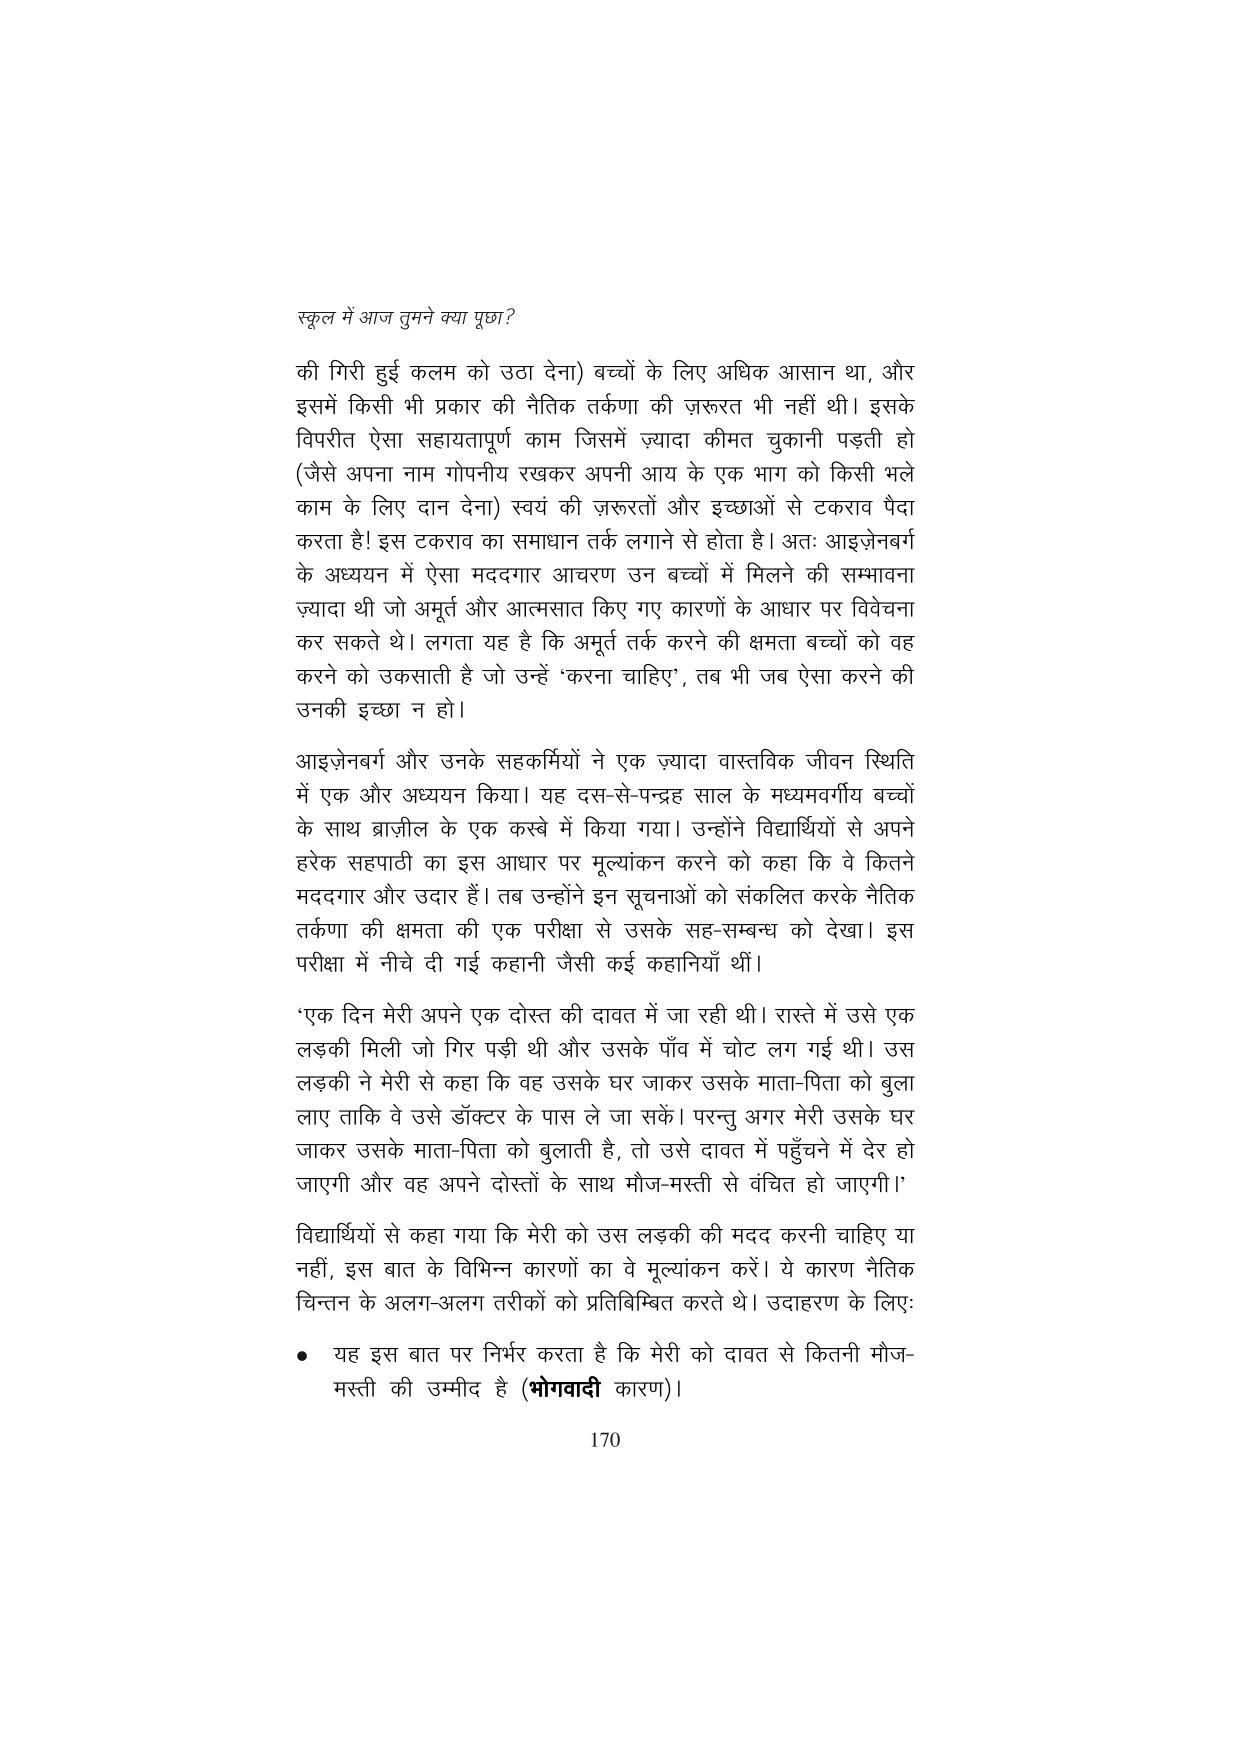 स्कूल में आज तुमने क्या पूछा?
की गिरी हुई कलम को उठा देना) बच्चों के लिए अधिक आसान था, और
इसमें किसी भी प्रकार की नैतिक तर्कणा की ज़रूरत भी नहीं थी। इसके
विपरीत ऐसा सहायतापूर्ण काम जिसमें ज़्यादा कीमत चुकानी पड़ती हो
(जैसे अपना नाम गोपनीय रखकर अपनी आय के एक भाग को किसी भले
काम के लिए दान देना) स्वयं की ज़रूरतों और इच्छाओं से टकराव पैदा
करता है! इस टकराव का समाधान तर्क लगाने से होता है। अतः आइज़ेनबर्ग
के अध्ययन में ऐसा मददगार आचरण उन बच्चों में मिलने की सम्भावना
ज़्यादा थी जो अमूर्त और आत्मसात किए गए कारणों के आधार पर विवेचना
कर सकते थे। लगता यह है कि अमूर्त तर्क करने की क्षमता बच्चों को वह
करने को उकसाती है जो उन्हें ‘करना चाहिए’, तब भी जब ऐसा करने की
उनकी इच्छा न हो।
आइज़ेनबर्ग और उनके सहकर्मियों ने एक ज़्यादा वास्तविक जीवन स्थिति
में एक और अध्ययन किया। यह दस-से-पन्द्रह साल के मध्यमवर्गीय बच्चों
के साथ ब्राज़ील के एक कस्बे में किया गया। उन्होंने विद्यार्थियों से अपने
हरेक सहपाठी का इस आधार पर मूल्यांकन करने को कहा कि वे कितने
मददगार और उदार हैं। तब उन्होंने इन सूचनाओं को संकलित करके नैतिक
तर्कणा की क्षमता की एक परीक्षा से उसके सह-सम्बन्ध को देखा। इस
परीक्षा में नीचे दी गई कहानी जैसी कई कहानियाँ थीं।
‘एक दिन मेरी अपने एक दोस्त की दावत में जा रही थी। रास्ते में उसे एक
लड़की मिली जो गिर पड़ी थी और उसके पाँव में चोट लग गई थी। उस
लड़की ने मेरी से कहा कि वह उसके घर जाकर उसके माता-पिता को बुला
लाए ताकि वे उसे डॉक्टर के पास ले जा सकें। परन्तु अगर मेरी उसके घर
जाकर उसके माता-पिता को बुलाती है, तो उसे दावत में पहुँचने में देर हो
जाएगी और वह अपने दोस्तों के साथ मौज-मस्ती से वंचित हो जाएगी।’
विद्यार्थियों से कहा गया कि मेरी को उस लड़की की मदद करनी चाहिए या
नहीं, इस बात के विभिन्न कारणों का वे मूल्यांकन करें। ये कारण नैतिक
चिन्तन के अलग-अलग तरीकों को प्रतिबिम्बित करते थे। उदाहरण के लिए:
● यह इस बात पर निर्भर करता है कि मेरी को दावत से कितनी मौज-
मस्ती की उम्मीद है (भोगवादी कारण)।
170